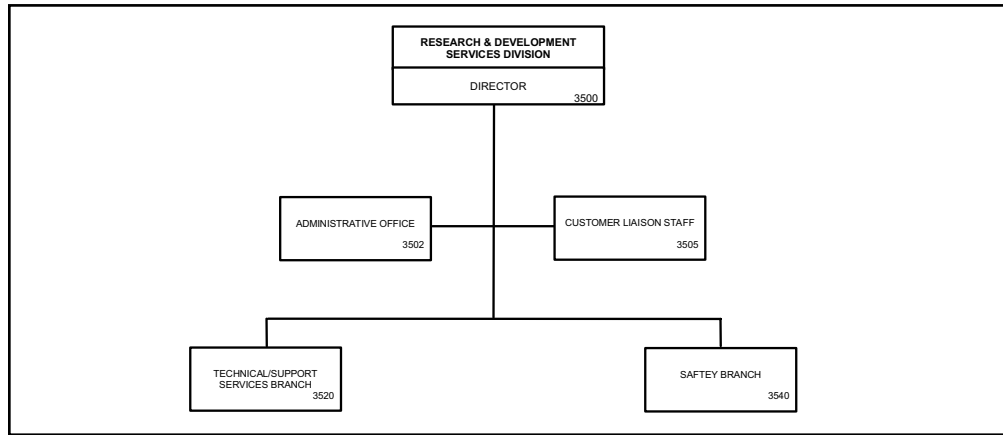 RESEARCH & DEVELOPMENT
SERVICES DIVISION
DIRECTOR
3500
ADMINISTRATIVE OFFICE
3502
CUSTOMER LIAISON STAFF
3505
TECHNICAL/SUPPORT
SERVICES BRANCH
3520
SAFTEY BRANCH
3540